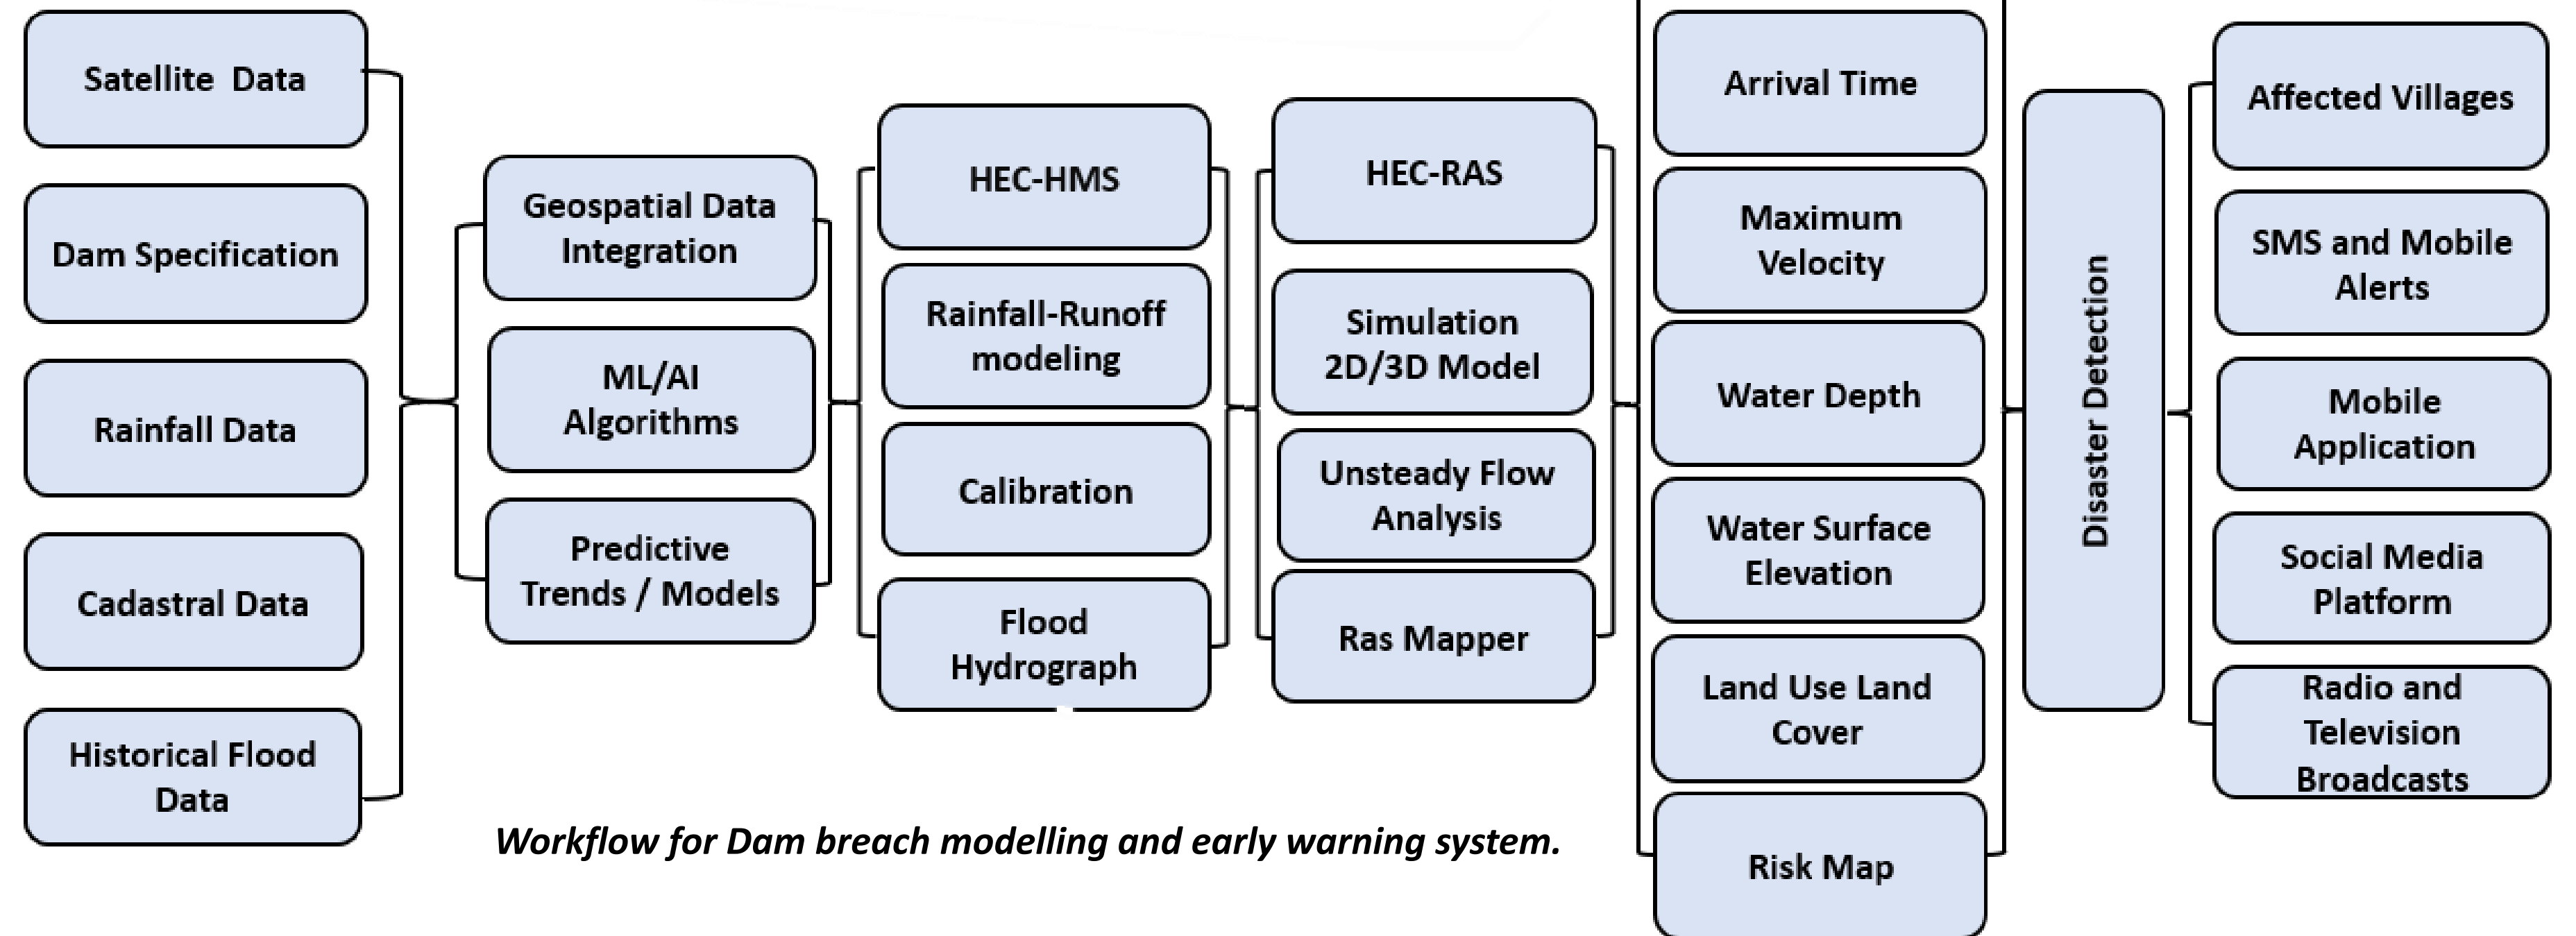 Satellite Data
Dam Specification
Rainfall Data
Cadastral Data
Historical Flood
Data
Geospatial Data
Integration
ML/AI
Algorithms
Predictive
Trends / Models
HEC-HMS
Rainfall-Runoff
modeling
Calibration
Flood
Hydrograph
HEC-RAS
Simulation
2D/3D Model
Unsteady Flow
Analysis
Ras Mapper
Arrival Time
Maximum
Velocity
Water Depth
Water Surface
Elevation
Land Use Land
Cover
Risk Map
Disaster Detection
Affected Villages
SMS and Mobile
Alerts
Mobile
Application
Social Media
Platform
Radio and
Television
Broadcasts
Workflow for Dam breach modelling and early warning system.